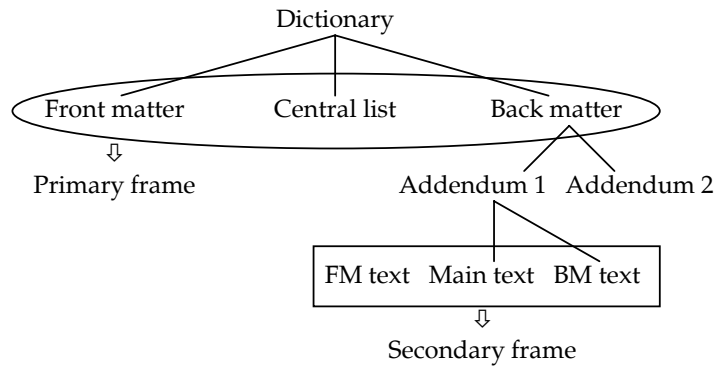 Dictionary
Front matter Central list Back matter
Primary frame Addendum 1 Addendum 2
FM text Main text BM text
Secondary frame